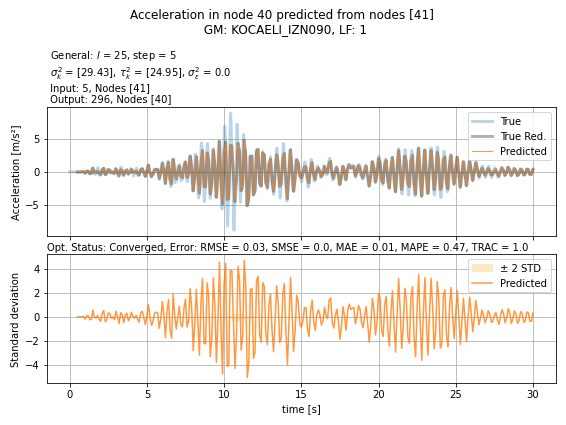 Acceleration in node 40 predicted from nodes [41]
GM: KOCAELI_IZN090, LF: 1
General: l = 25, step = 5
σ²ₖ = [29.43], τ²ₖ = [24.95], σ²ε = 0.0
Input: 5, Nodes [41]
Output: 296, Nodes [40]
Acceleration [m/s²]
5
0
−5
True
True Red.
Predicted
Opt. Status: Converged, Error: RMSE = 0.03, SMSE = 0.0, MAE = 0.01, MAPE = 0.47, TRAC = 1.0
Standard deviation
4
2
0
−2
−4
± 2 STD
Predicted
0 5 10 15 20 25 30
time [s]